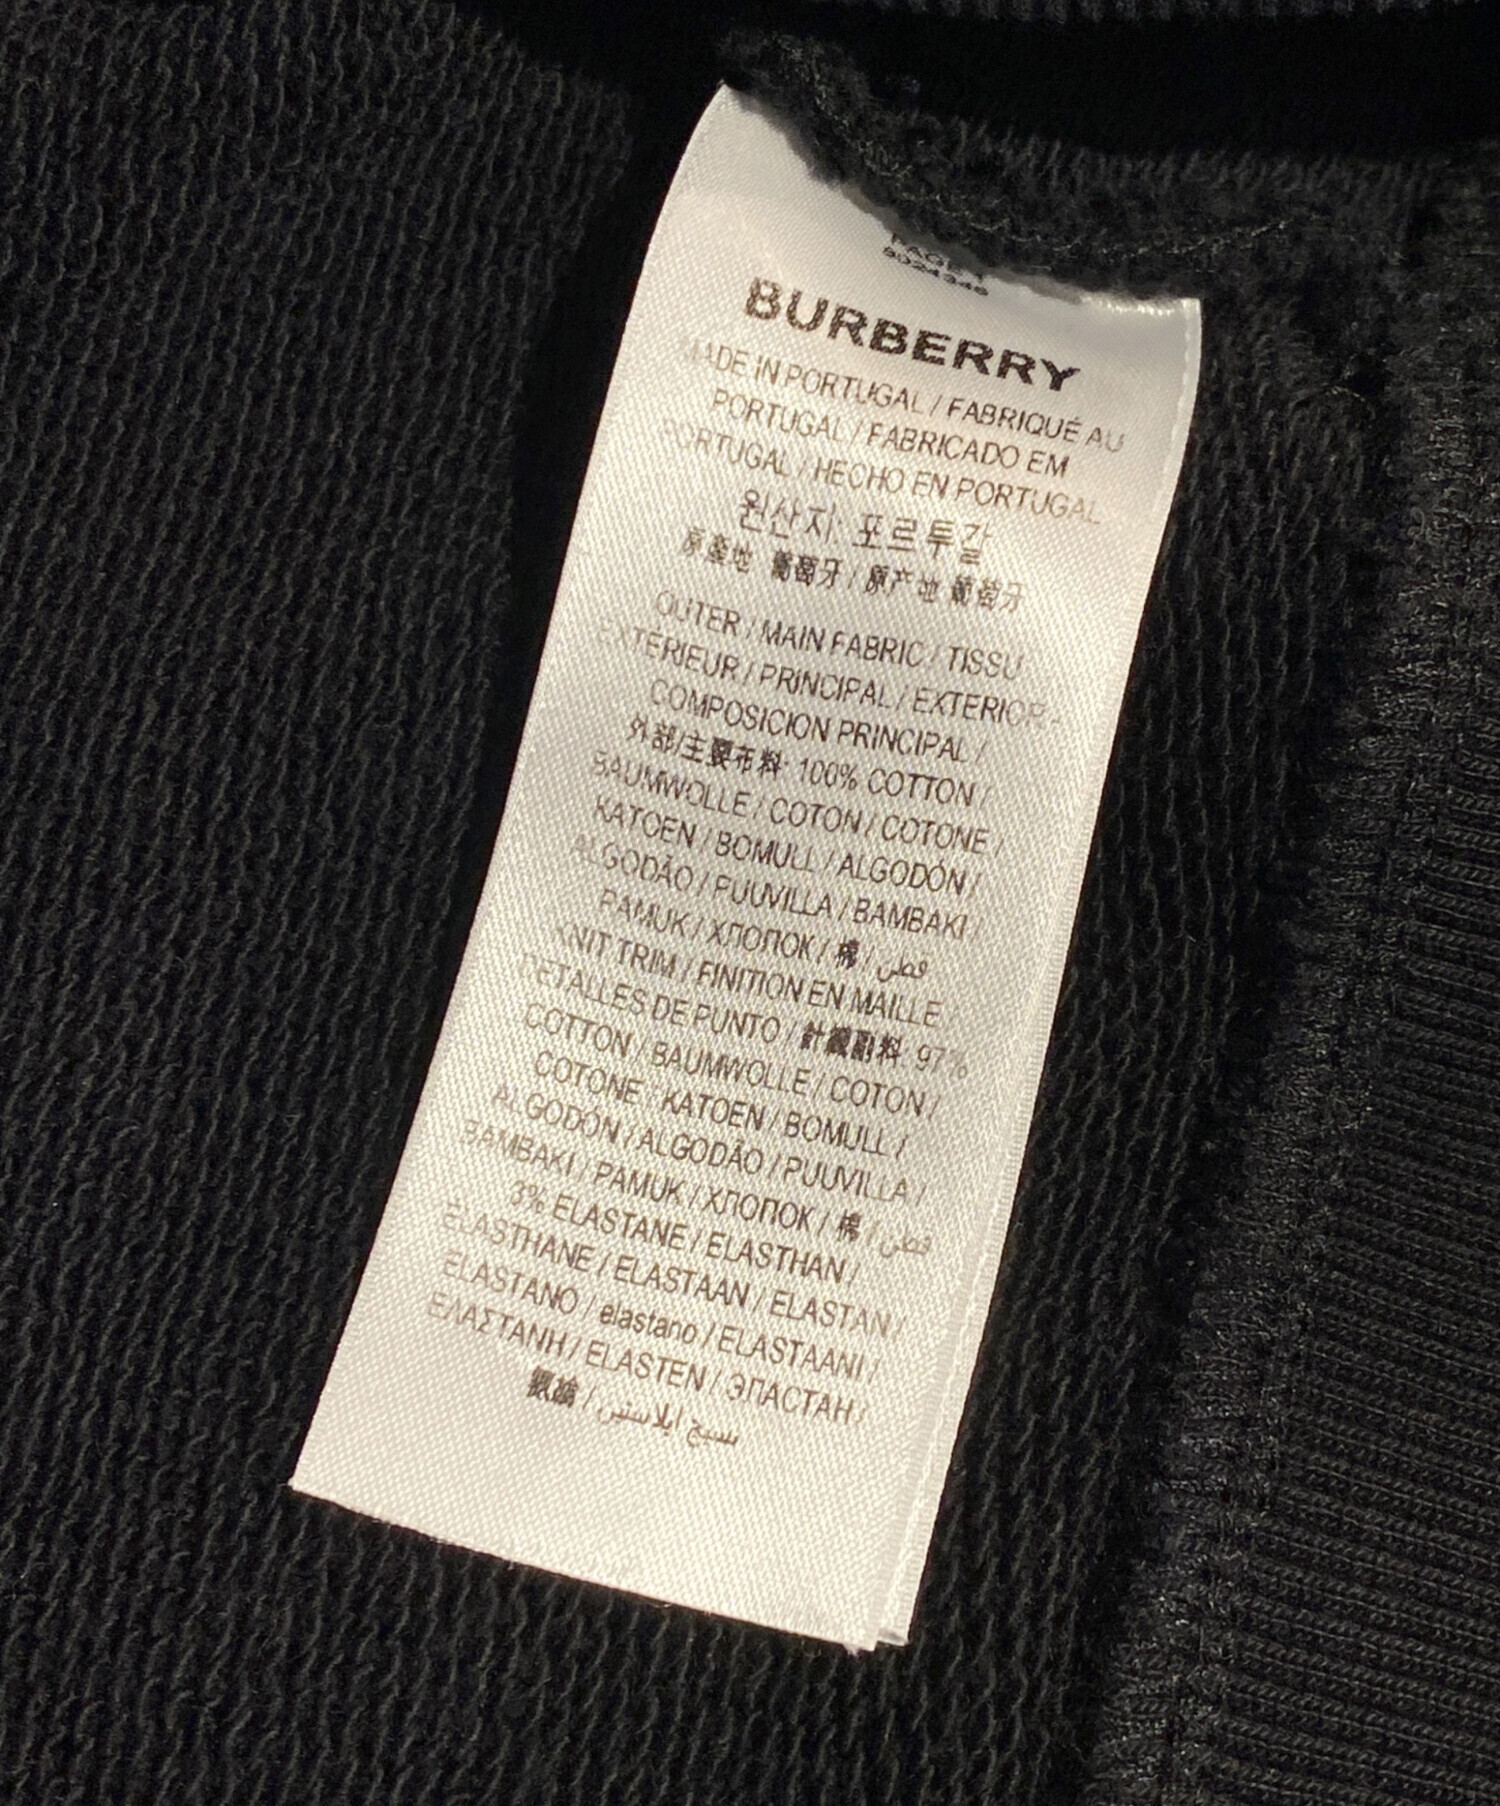 PAGE 1
8024346
BURBERRY
MADE IN PORTUGAL / FABRIQUÉ AU
PORTUGAL / FABRICADO EM
PORTUGAL / HECHO EN PORTUGAL
원산지: 포르투갈
原產地 葡萄牙 / 原产地 葡萄牙
OUTER / MAIN FABRIC / TISSU
EXTERIEUR / PRINCIPAL / EXTERIOR -
COMPOSICION PRINCIPAL /
外部/主要布料: 100% COTTON /
BAUMWOLLE / COTON / COTONE /
KATOEN / BOMULL / ALGODÓN /
ALGODÃO / PUUVILLA / BAMBAKI /
PAMUK / ХЛОПОК / 棉 / قطن
KNIT TRIM / FINITION EN MAILLE
DETALLES DE PUNTO / 針織副料: 97%
COTTON / BAUMWOLLE / COTON /
COTONE KATOEN / BOMULL /
ALGODÓN / ALGODÃO / PUUVILLA /
BAMBAKI / PAMUK / ХЛОПОК / 棉 / قطن
3% ELASTANE / ELASTHAN /
ÉLASTHANE / ELASTAAN / ELASTAN /
ELASTANO / elastano / ELASTAANI /
ΕΛΑΣΤΑΝΗ / ELASTEN / ЭЛАСТАН /
氨綸 / نسيج ايلاستين